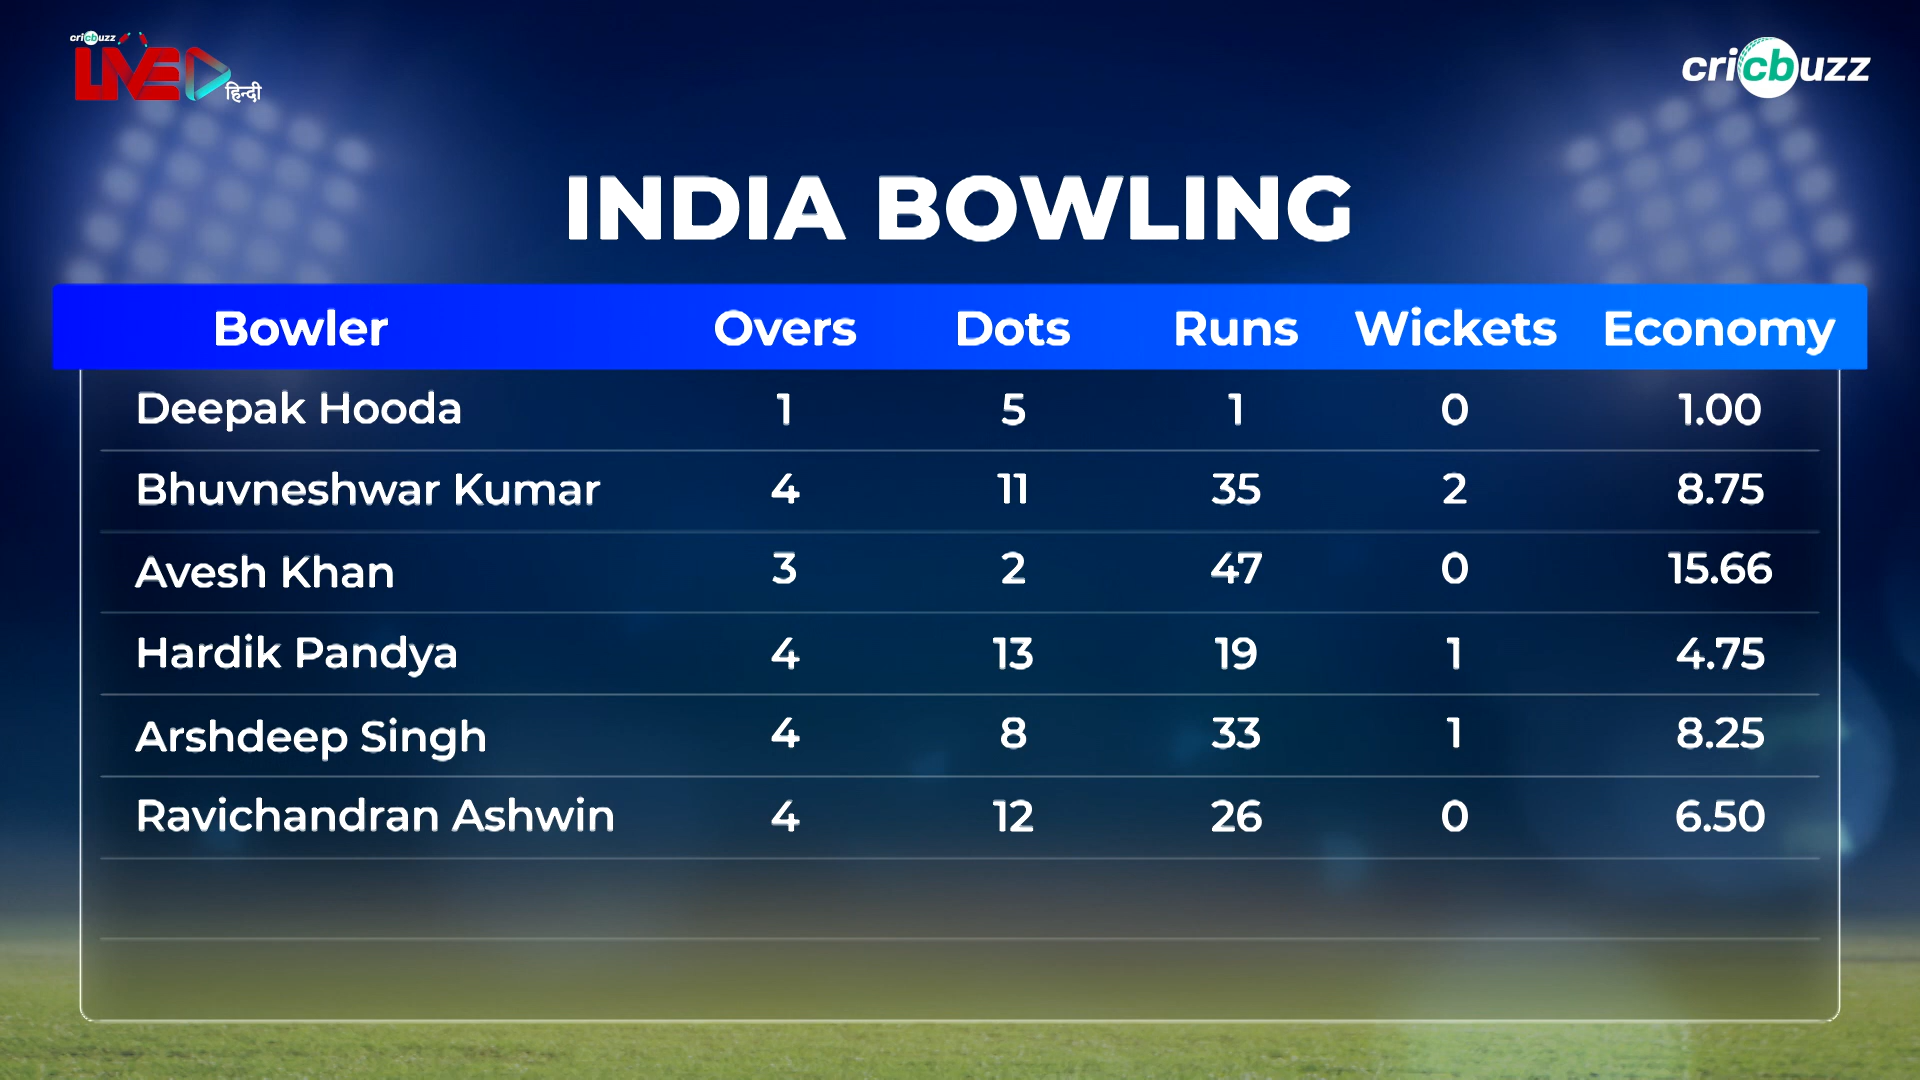 cricbuzz
LIVE हिन्दी
cricbuzz
INDIA BOWLING
Bowler Overs Dots Runs Wickets Economy
Deepak Hooda 1 5 1 0 1.00
Bhuvneshwar Kumar 4 11 35 2 8.75
Avesh Khan 3 2 47 0 15.66
Hardik Pandya 4 13 19 1 4.75
Arshdeep Singh 4 8 33 1 8.25
Ravichandran Ashwin 4 12 26 0 6.50